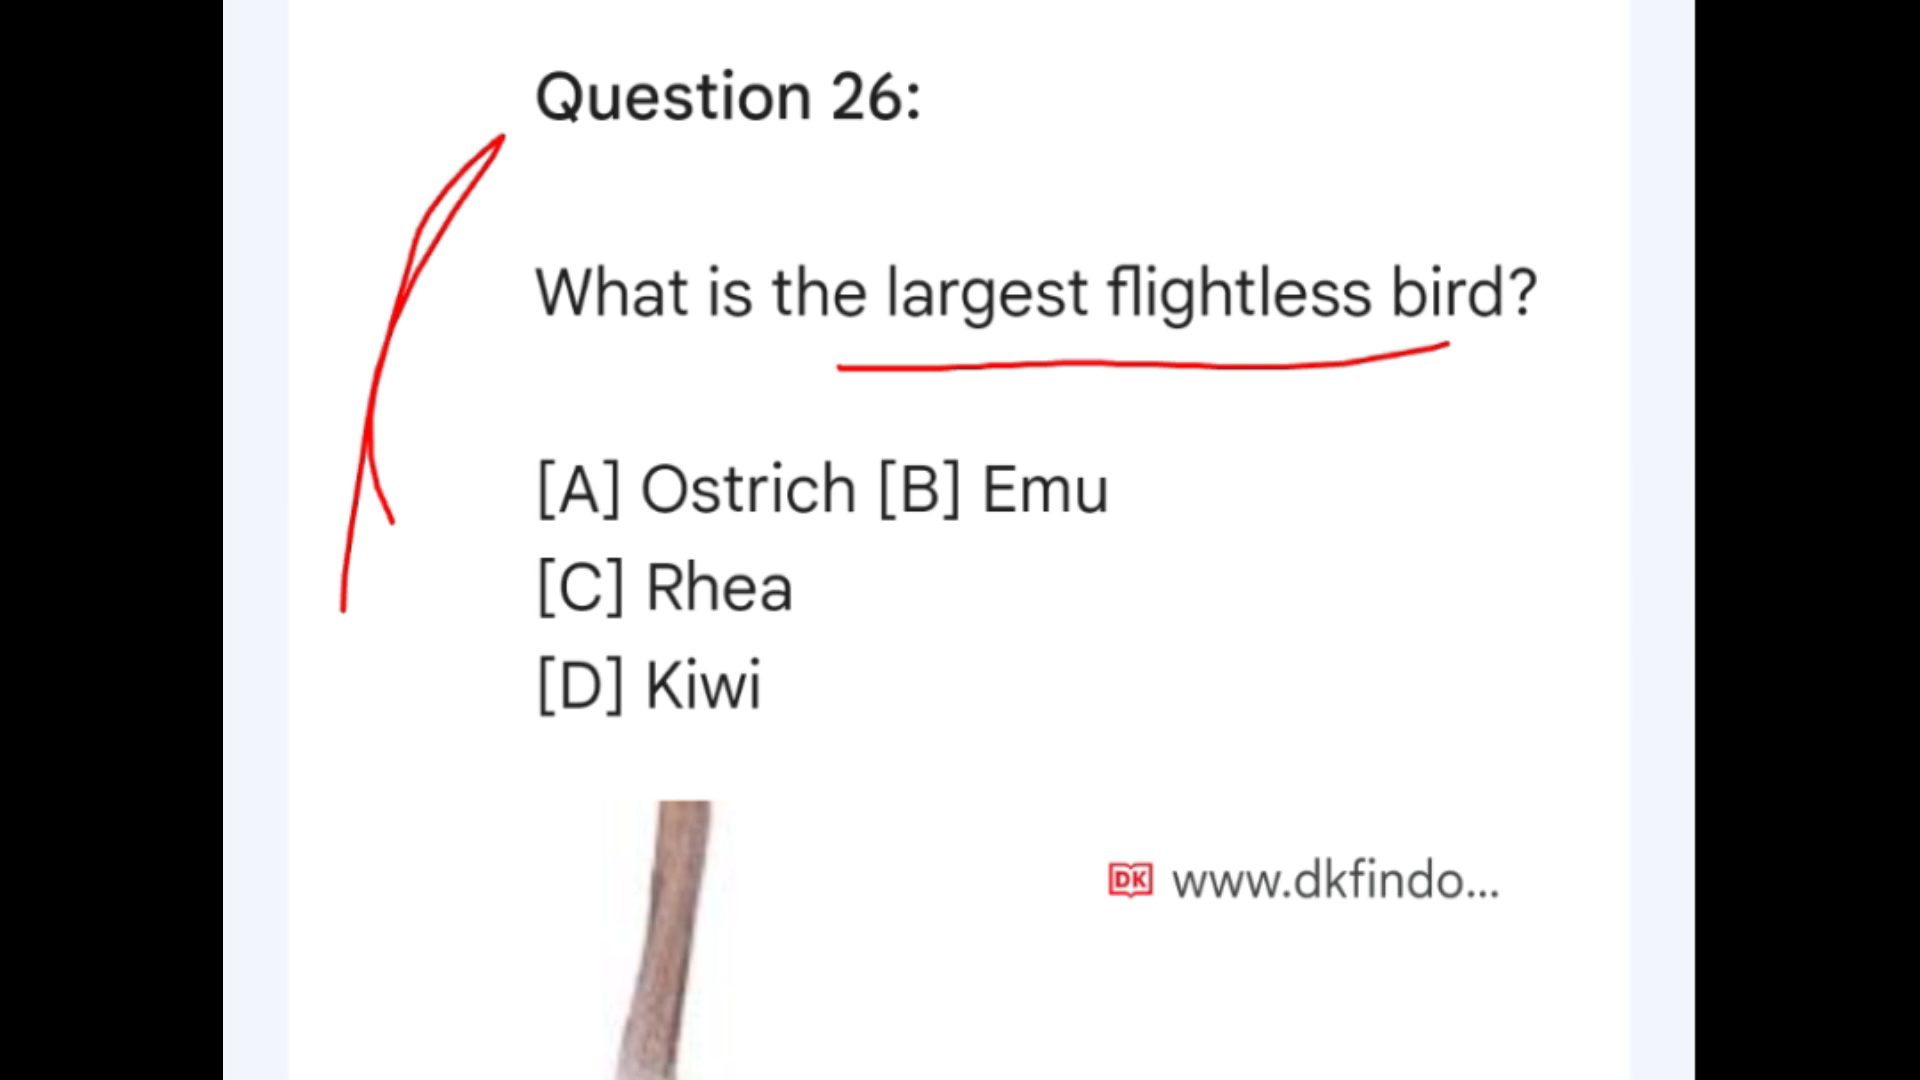 Question 26:
What is the largest flightless bird?
[A] Ostrich [B] Emu
[C] Rhea
[D] Kiwi
DK www.dkfindo...